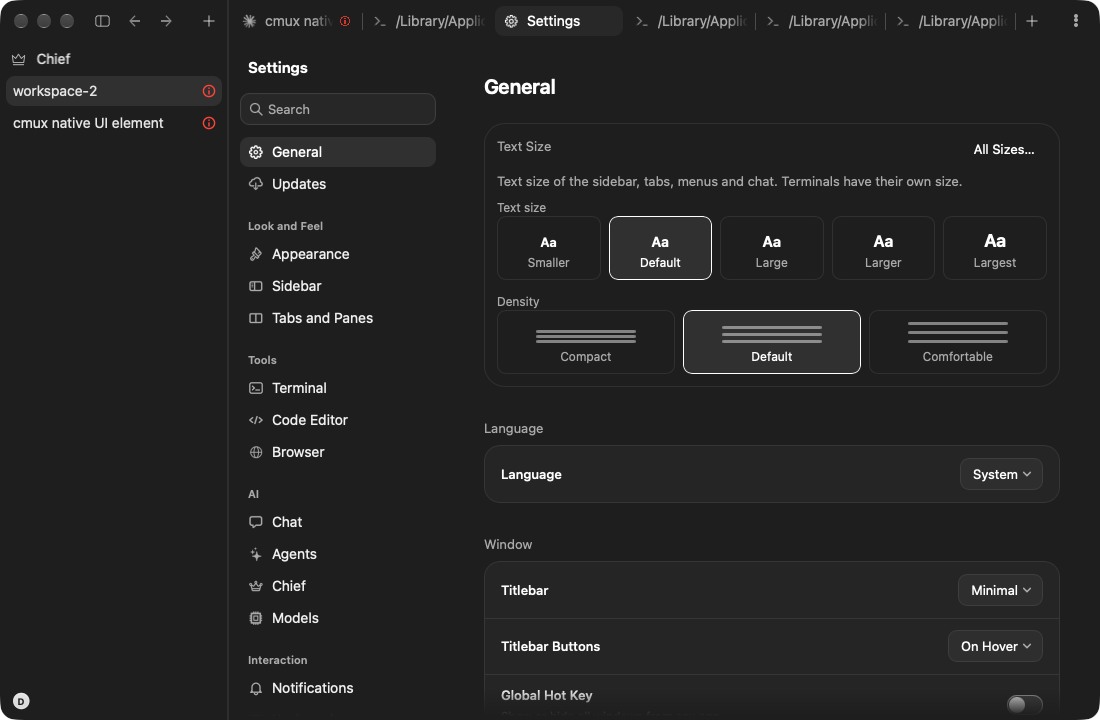 cmux nativ
/Library/Applic
Settings
/Library/Applic
/Library/Applic
/Library/Applic
Chief
workspace-2
cmux native UI element
D
Settings
Search
General
Updates
Look and Feel
Appearance
Sidebar
Tabs and Panes
Tools
Terminal
Code Editor
Browser
AI
Chat
Agents
Chief
Models
Interaction
Notifications
General
Text Size
All Sizes...
Text size of the sidebar, tabs, menus and chat. Terminals have their own size.
Text size
Aa Aa Aa Aa Aa
Smaller Default Large Larger Largest
Density
Compact Default Comfortable
Language
Language System
Window
Titlebar Minimal
Titlebar Buttons On Hover
Global Hot Key